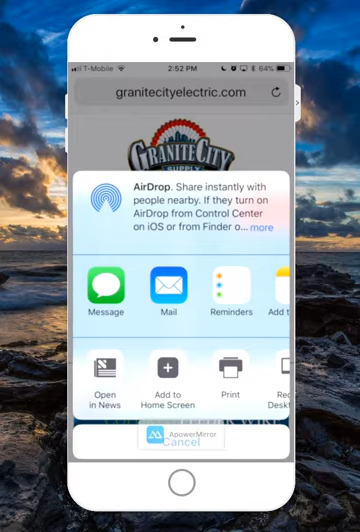 T-Mobile 2:52 PM 64%
granitecityelectric.com
GRANITE CITY
SUPPLY
AirDrop. Share instantly with
people nearby. If they turn on
AirDrop from Control Center
on iOS or from Finder o... more
Message Mail Reminders Add t
Open
in News
Add to
Home Screen
Print
Req
Deskt
ApowerMirror
Cancel